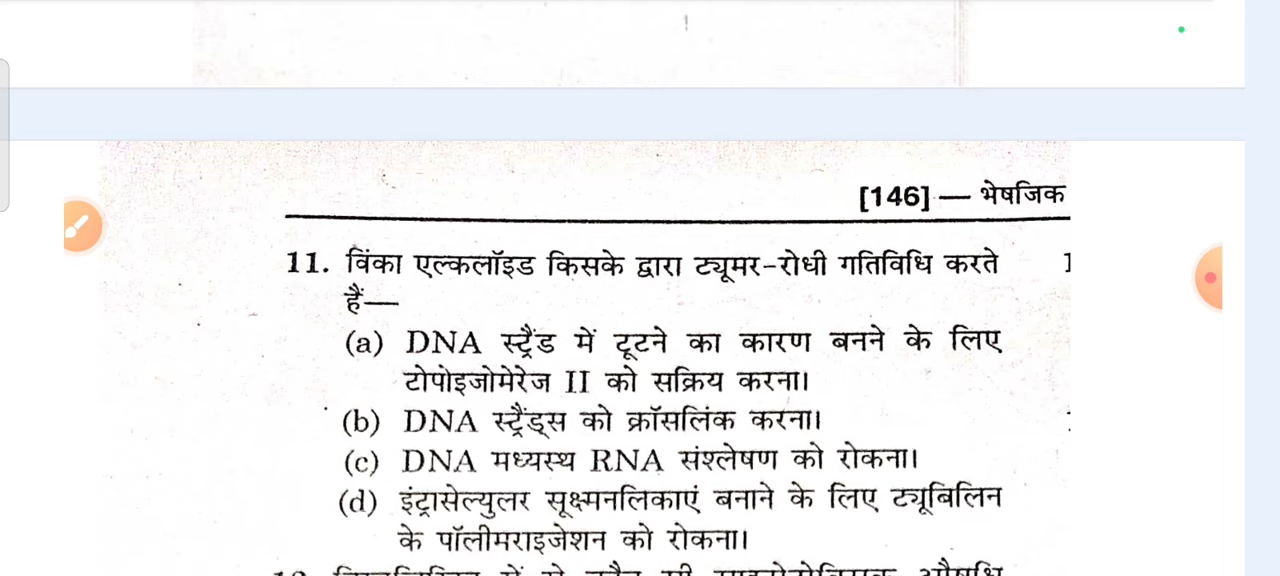 [146] — भेषजिक
11. विंका एल्कलॉइड किसके द्वारा ट्यूमर-रोधी गतिविधि करते
हैं—
(a) DNA स्ट्रैंड में टूटने का कारण बनने के लिए
टोपोइजोमेरेज II को सक्रिय करना।
(b) DNA स्ट्रैंड्स को क्रॉसलिंक करना।
(c) DNA मध्यस्थ RNA संश्लेषण को रोकना।
(d) इंट्रासेल्युलर सूक्ष्मनलिकाएं बनाने के लिए ट्यूबिलिन
के पॉलीमराइजेशन को रोकना।